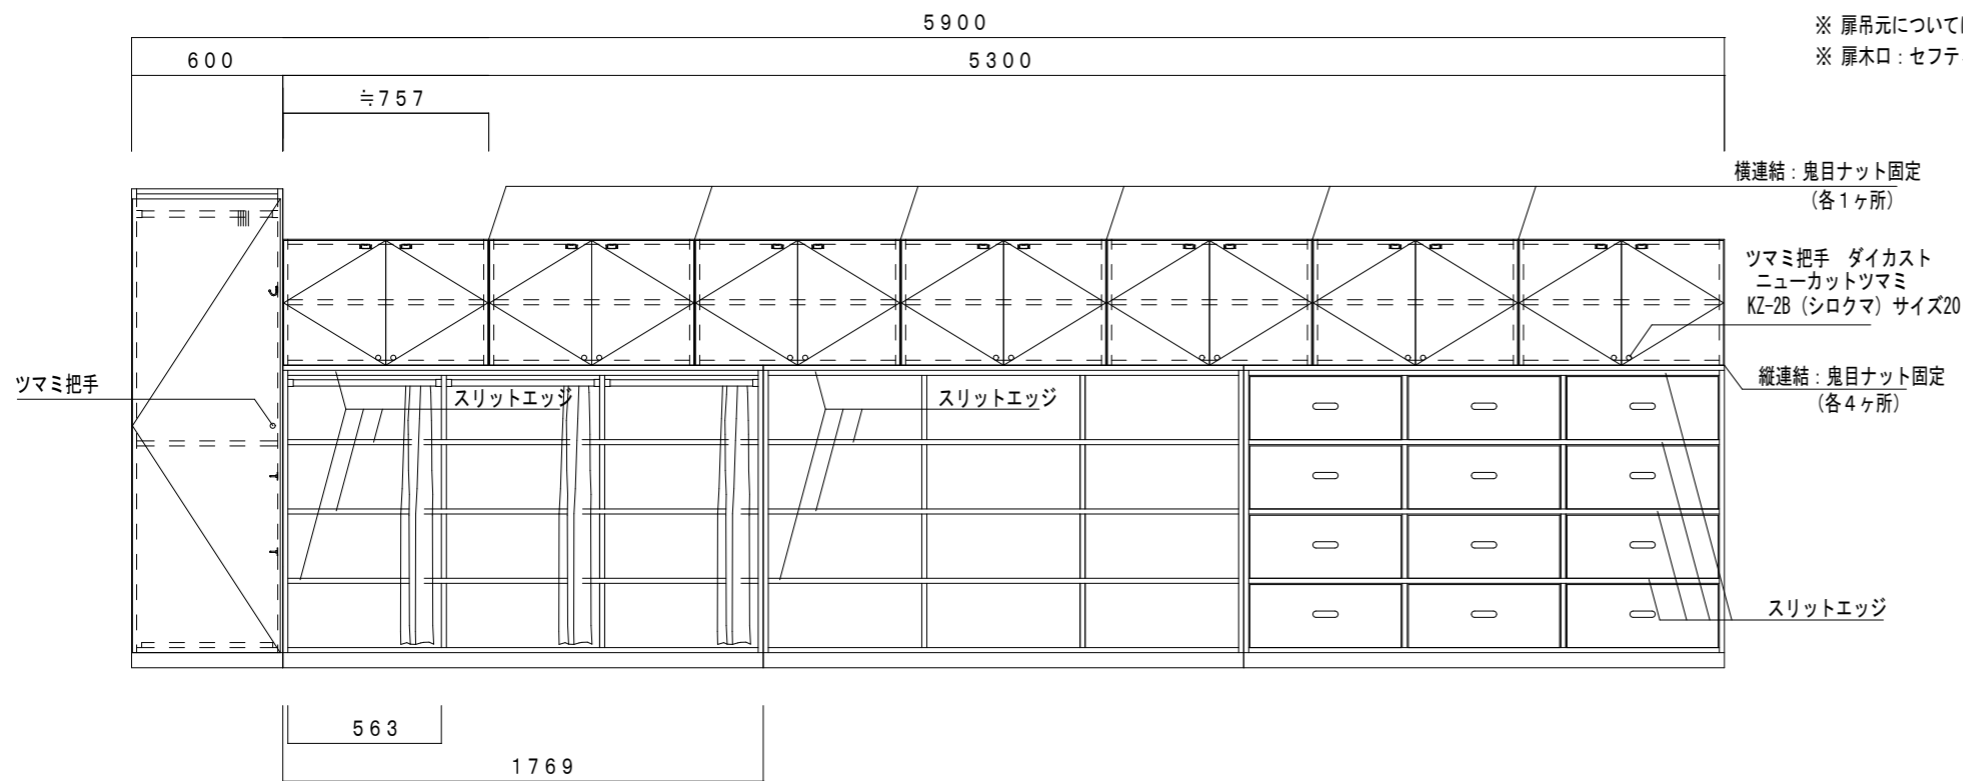 5900
※ 扉吊元については
600
5300
※ 扉木口：セフテ
≒757
横連結：鬼目ナット固定
（各１ヶ所）
ツマミ把手　ダイカスト
ニューカットツマミ
KZ-2B（シロクマ）サイズ20
ツマミ把手
スリットエッジ
スリットエッジ
縦連結：鬼目ナット固定
（各４ヶ所）
スリットエッジ
563
1769